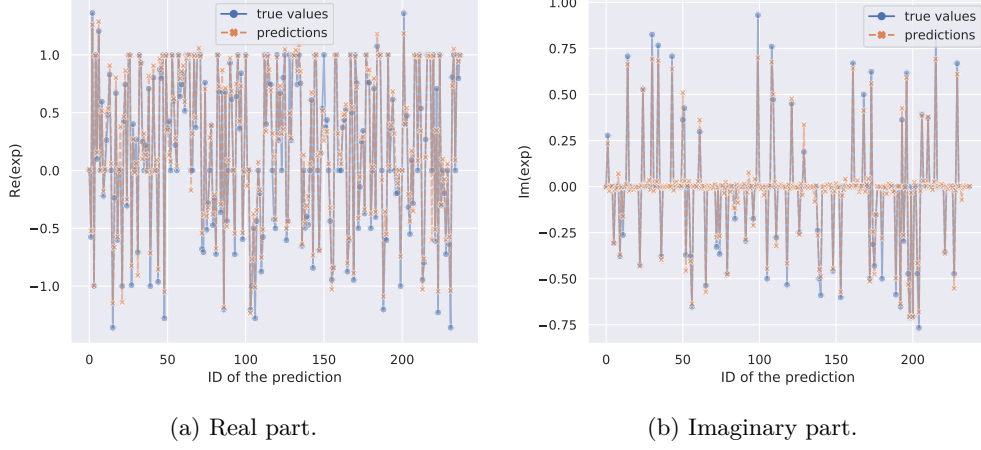 true values
predictions
Re(exp)
1.0
0.5
0.0
−0.5
−1.0
0
50
100
150
200
ID of the prediction
(a) Real part.
true values
predictions
Im(exp)
1.00
0.75
0.50
0.25
0.00
−0.25
−0.50
−0.75
0
50
100
150
200
ID of the prediction
(b) Imaginary part.